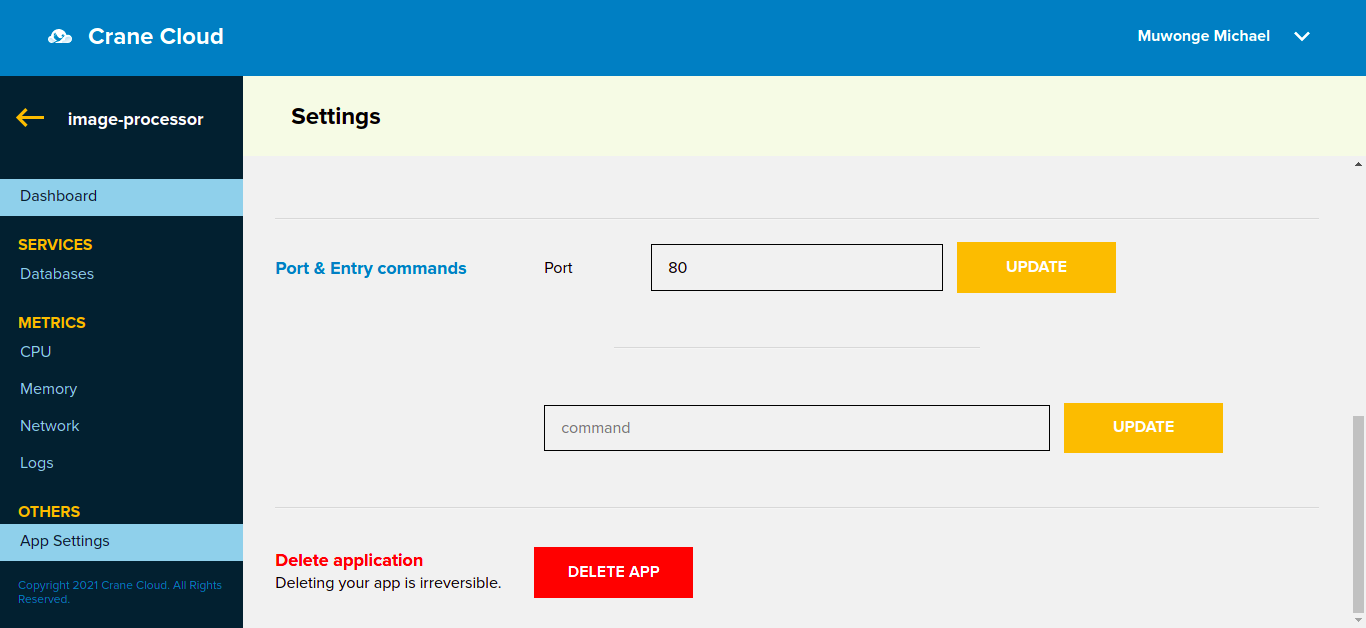 Crane Cloud
Muwonge Michael
image-processor
Dashboard
SERVICES
Databases
METRICS
CPU
Memory
Network
Logs
OTHERS
App Settings
Copyright 2021 Crane Cloud. All Rights
Reserved.
Settings
Port & Entry commands
Port
80
UPDATE
command
UPDATE
Delete application
Deleting your app is irreversible.
DELETE APP